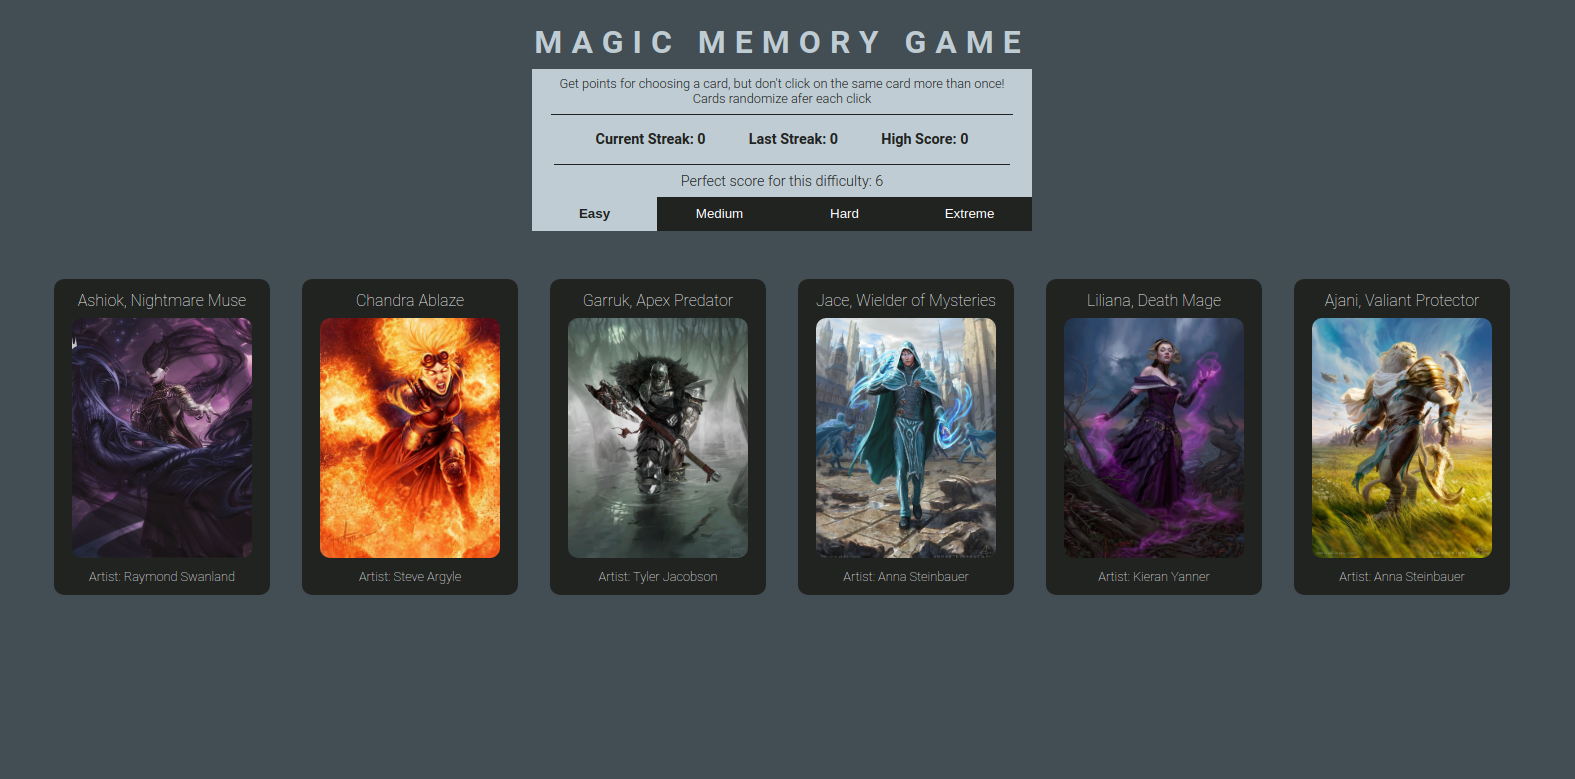 MAGIC MEMORY GAME
Get points for choosing a card, but don't click on the same card more than once!
Cards randomize afer each click
Current Streak: 0 Last Streak: 0 High Score: 0
Perfect score for this difficulty: 6
Easy Medium Hard Extreme
Ashiok, Nightmare Muse
Artist: Raymond Swanland
Chandra Ablaze
Artist: Steve Argyle
Garruk, Apex Predator
Artist: Tyler Jacobson
Jace, Wielder of Mysteries
Artist: Anna Steinbauer
Liliana, Death Mage
Artist: Kieran Yanner
Ajani, Valiant Protector
Artist: Anna Steinbauer